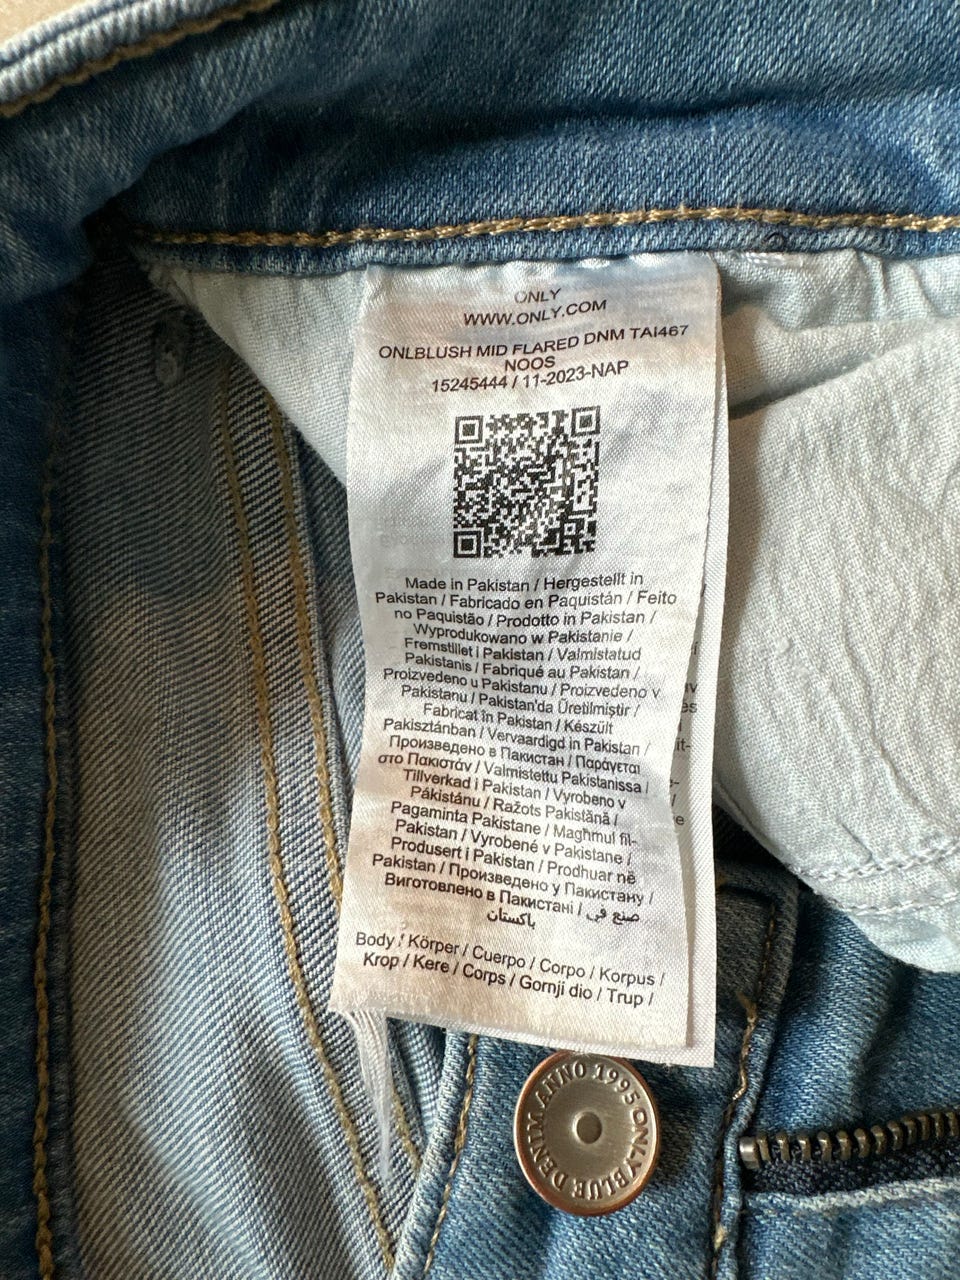 ONLY
WWW.ONLY.COM
ONLBLUSH MID FLARED DNM TAI467
NOOS
15245444 / 11-2023-NAP
Made in Pakistan / Hergestellt in
Pakistan / Fabricado en Paquistán / Feito
no Paquistão / Prodotto in Pakistan /
Wyprodukowano w Pakistanie /
Fremstillet i Pakistan / Valmistatud
Pakistanis / Fabriqué au Pakistan /
Proizvedeno u Pakistanu / Proizvedeno v
Pakistanu / Pakistan'da Üretilmiştir /
Fabricat în Pakistan / Készült
Pakisztánban / Vervaardigd in Pakistan /
Произведено в Пакистан / Παράγεται
στο Πακιστάν / Valmistettu Pakistanissa /
Tillverkad i Pakistan / Vyrobeno v
Pákistánu / Ražots Pakistānā /
Pagaminta Pakistane / Magħmul fil-
Pakistan / Vyrobené v Pakistane /
Produsert i Pakistan / Prodhuar në
Pakistan / Произведено у Пакистану /
Виготовлено в Пакистані / صنع في
باكستان
Body / Körper / Cuerpo / Corpo / Korpus /
Krop / Kere / Corps / Gornji dio / Trup /
ANNO 1995 ONLY BLUE DENIM